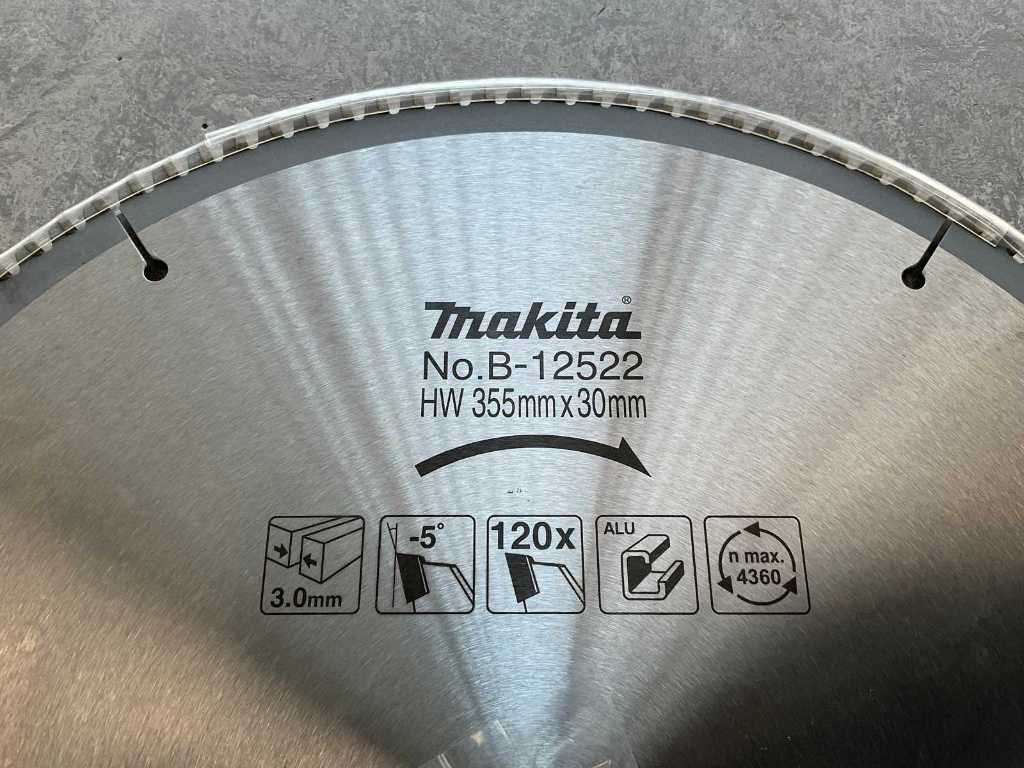 makita®
No.B-12522
HW 355mm x 30mm
3.0mm
-5°
120x
ALU
n max.
4360